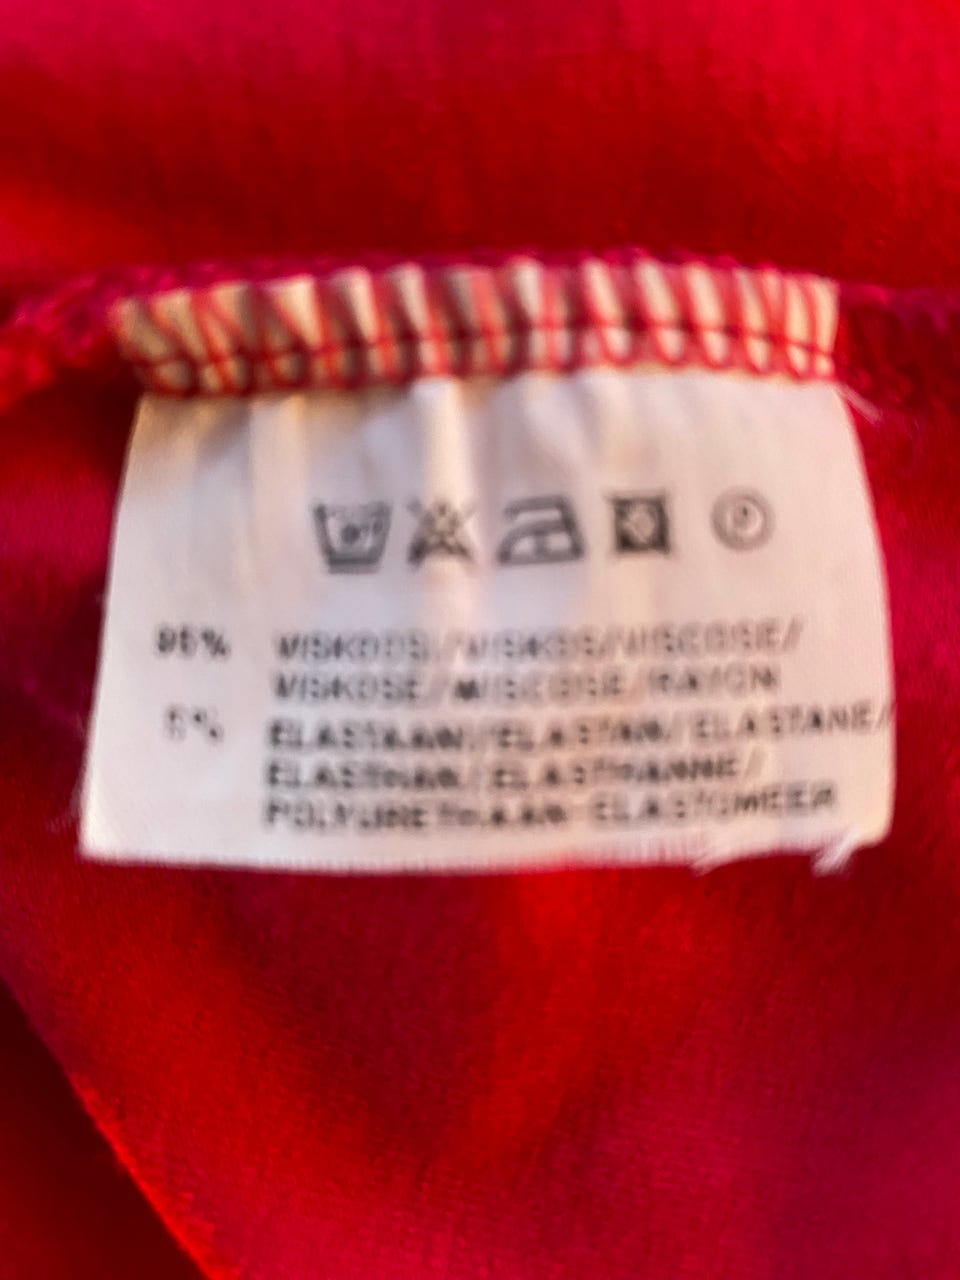 95% VISKOOS/VISKOS/VISCOSE/
VISKOSE/VISCOSE/RAYON
5% ELASTAAN/ELASTAN/ELASTANE/
ELASTHAN/ELASTHANNE/
POLYURETHAAN ELASTOMEER
P